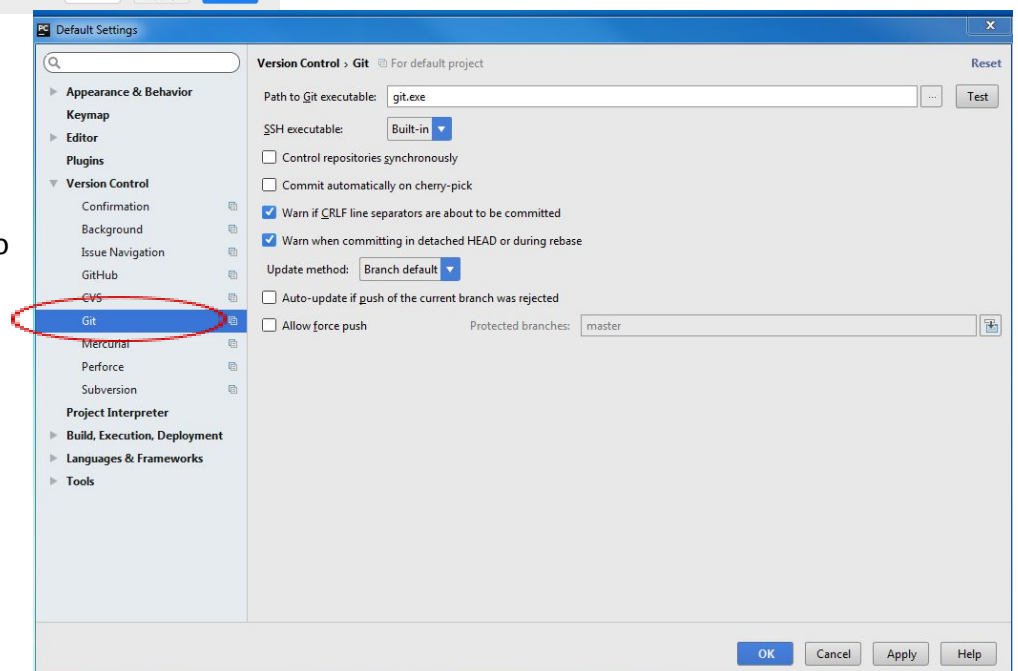 PC Default Settings
X
Version Control › Git For default project Reset
Appearance & Behavior
Keymap
Editor
Plugins
Version Control
Confirmation
Background
Issue Navigation
GitHub
CVS
Git
Mercurial
Perforce
Subversion
Project Interpreter
Build, Execution, Deployment
Languages & Frameworks
Tools
Path to Git executable: git.exe ... Test
SSH executable: Built-in
Control repositories synchronously
Commit automatically on cherry-pick
Warn if CRLF line separators are about to be committed
Warn when committing in detached HEAD or during rebase
Update method: Branch default
Auto-update if push of the current branch was rejected
Allow force push Protected branches: master
OK Cancel Apply Help